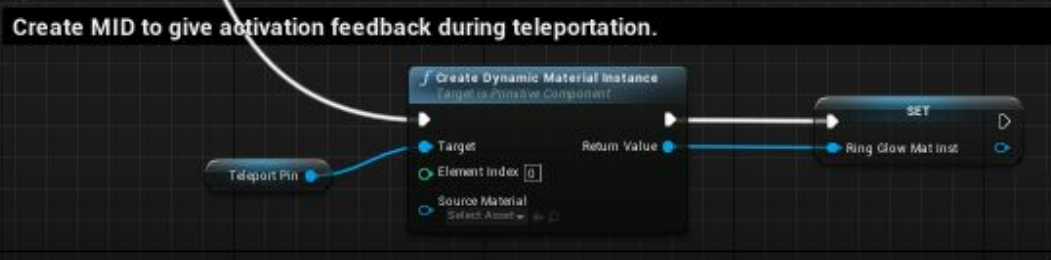 Create MID to give activation feedback during teleportation.
f Create Dynamic Material Instance
Target is Primitive Component
SET
Target
Return Value
Ring Glow Mat Inst
Teleport Pin
Element Index 0
Source Material
Select Asset